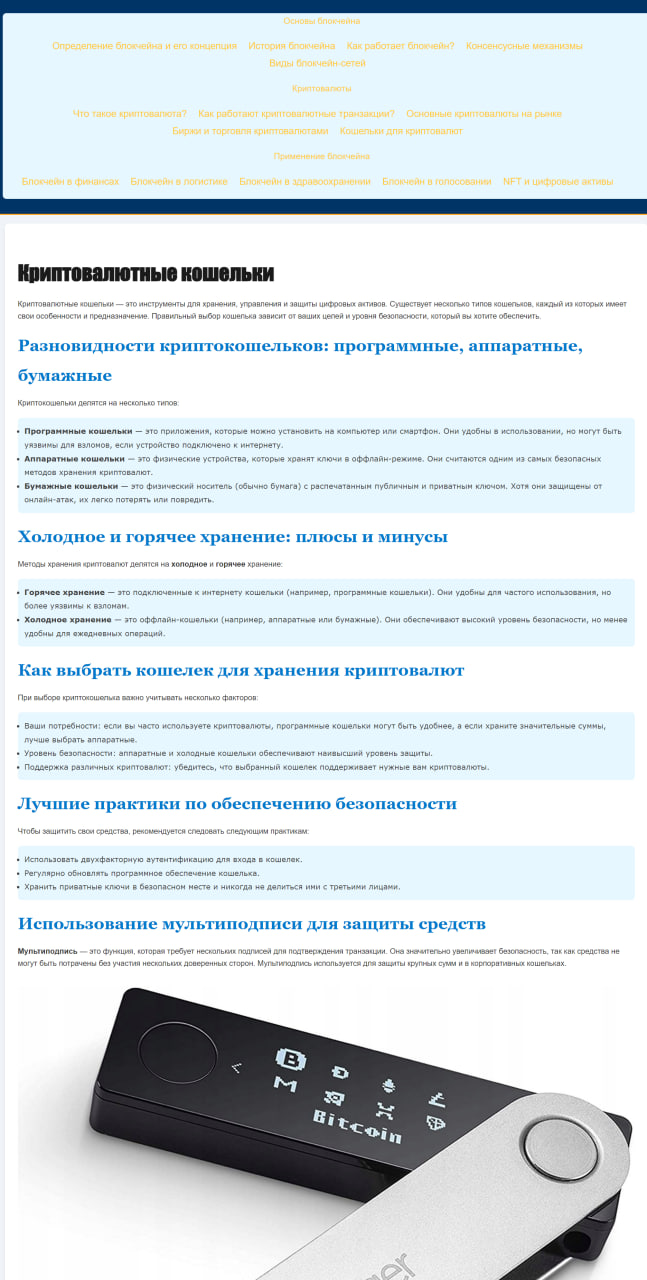 Основы блокчейна
Определение блокчейна и его концепция История блокчейна Как работает блокчейн? Консенсусные механизмы
Виды блокчейн-сетей
Криптовалюты
Что такое криптовалюта? Как работают криптовалютные транзакции? Основные криптовалюты на рынке
Биржи и торговля криптовалютами Кошельки для криптовалют
Применение блокчейна
Блокчейн в финансах Блокчейн в логистике Блокчейн в здравоохранении Блокчейн в голосовании NFT и цифровые активы
Криптовалютные кошельки
Криптовалютные кошельки — это инструменты для хранения, управления и защиты цифровых активов. Существует несколько типов кошельков, каждый из которых имеет
свои особенности и предназначение. Правильный выбор кошелька зависит от ваших целей и уровня безопасности, который вы хотите обеспечить.
Разновидности криптокошельков: программные, аппаратные,
бумажные
Криптокошельки делятся на несколько типов:
• Программные кошельки — это приложения, которые можно установить на компьютер или смартфон. Они удобны в использовании, но могут быть
уязвимы для взломов, если устройство подключено к интернету.
• Аппаратные кошельки — это физические устройства, которые хранят ключи в оффлайн-режиме. Они считаются одним из самых безопасных
методов хранения криптовалют.
• Бумажные кошельки — это физический носитель (обычно бумага) с распечатанным публичным и приватным ключом. Хотя они защищены от
онлайн-атак, их легко потерять или повредить.
Холодное и горячее хранение: плюсы и минусы
Методы хранения криптовалют делятся на холодное и горячее хранение:
• Горячее хранение — это подключенные к интернету кошельки (например, программные кошельки). Они удобны для частого использования, но
более уязвимы к взломам.
• Холодное хранение — это оффлайн-кошельки (например, аппаратные или бумажные). Они обеспечивают высокий уровень безопасности, но менее
удобны для ежедневных операций.
Как выбрать кошелек для хранения криптовалют
При выборе криптокошелька важно учитывать несколько факторов:
• Ваши потребности: если вы часто используете криптовалюты, программные кошельки могут быть удобнее, а если храните значительные суммы,
лучше выбрать аппаратные.
• Уровень безопасности: аппаратные и холодные кошельки обеспечивают наивысший уровень защиты.
• Поддержка различных криптовалют: убедитесь, что выбранный кошелек поддерживает нужные вам криптовалюты.
Лучшие практики по обеспечению безопасности
Чтобы защитить свои средства, рекомендуется следовать следующим практикам:
• Использовать двухфакторную аутентификацию для входа в кошелек.
• Регулярно обновлять программное обеспечение кошелька.
• Хранить приватные ключи в безопасном месте и никогда не делиться ими с третьими лицами.
Использование мультиподписи для защиты средств
Мультиподпись — это функция, которая требует нескольких подписей для подтверждения транзакции. Она значительно увеличивает безопасность, так как средства не
могут быть потрачены без участия нескольких доверенных сторон. Мультиподпись используется для защиты крупных сумм и в корпоративных кошельках.
Bitcoin
ger